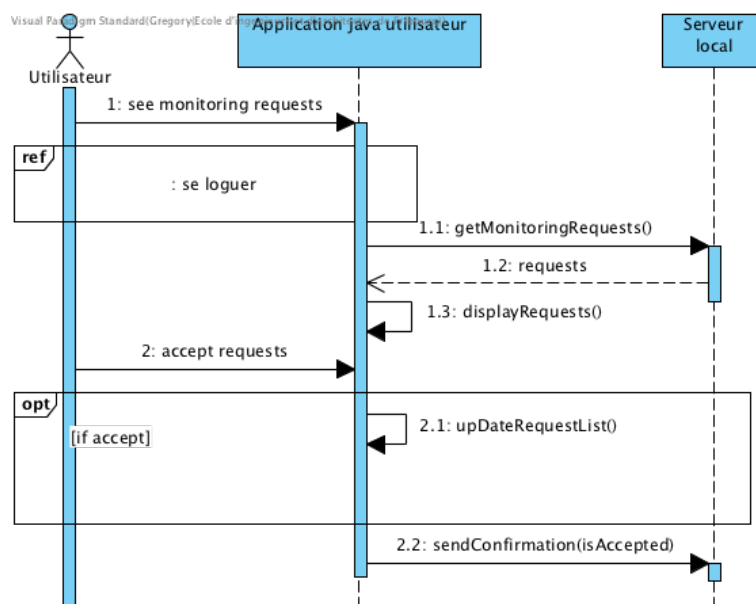 Visual Paradigm Standard(Gregory(Ecole d'
Application Java utilisateur
Serveur
local
Utilisateur
1: see monitoring requests
ref
: se loguer
1.1: getMonitoringRequests()
1.2: requests
1.3: displayRequests()
2: accept requests
opt
2.1: upDateRequestList()
[if accept]
2.2: sendConfirmation(isAccepted)